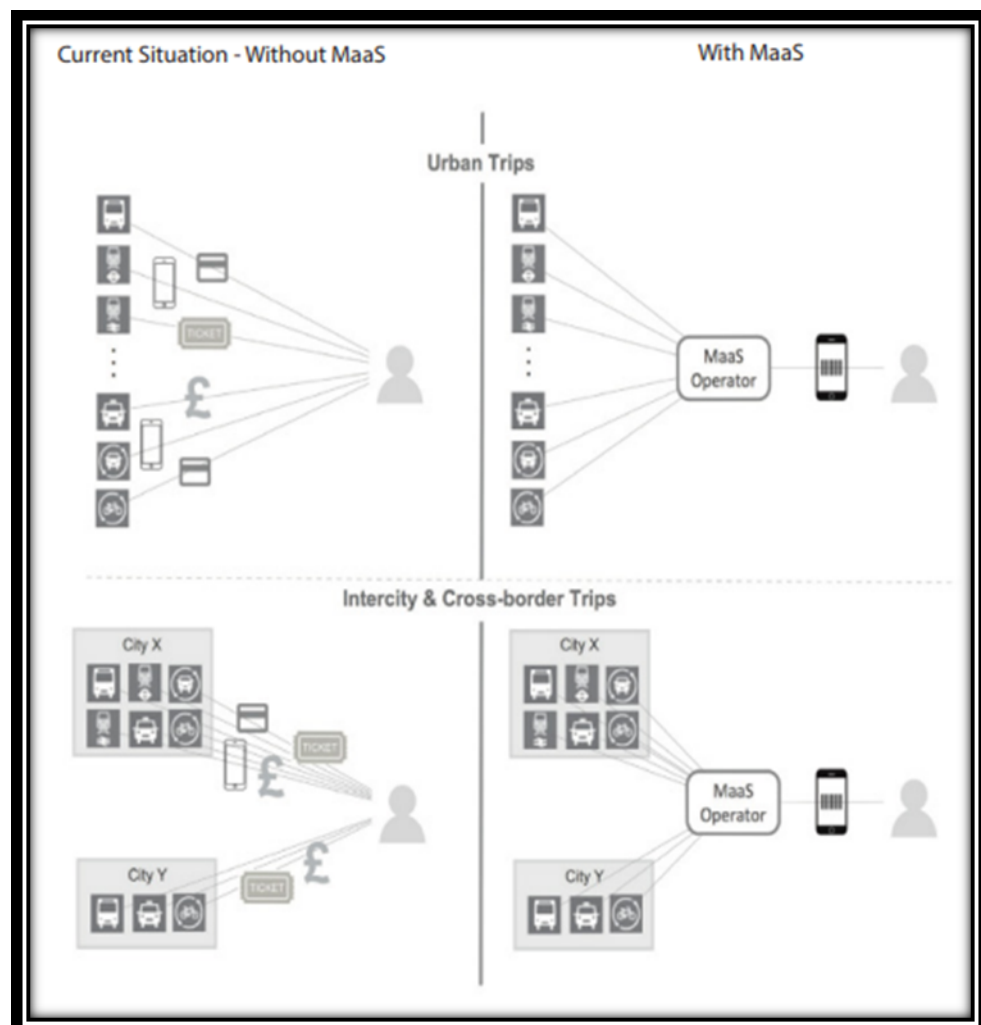 Current Situation - Without MaaS
With MaaS
Urban Trips
TICKET
£
MaaS
Operator
Intercity & Cross-border Trips
City X
TICKET
£
City Y
TICKET
£
City X
MaaS
Operator
City Y